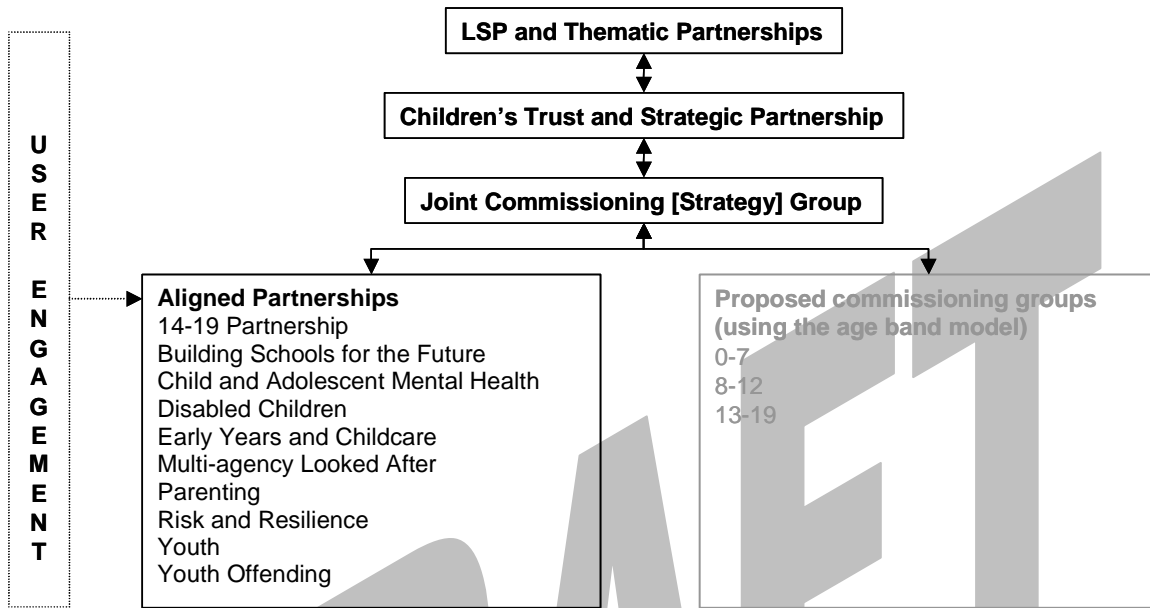 LSP and Thematic Partnerships
Children's Trust and Strategic Partnership
Joint Commissioning [Strategy] Group
USER ENGAGEMENT
Aligned Partnerships
14-19 Partnership
Building Schools for the Future
Child and Adolescent Mental Health
Disabled Children
Early Years and Childcare
Multi-agency Looked After
Parenting
Risk and Resilience
Youth
Youth Offending
Proposed commissioning groups
(using the age band model)
0-7
8-12
13-19